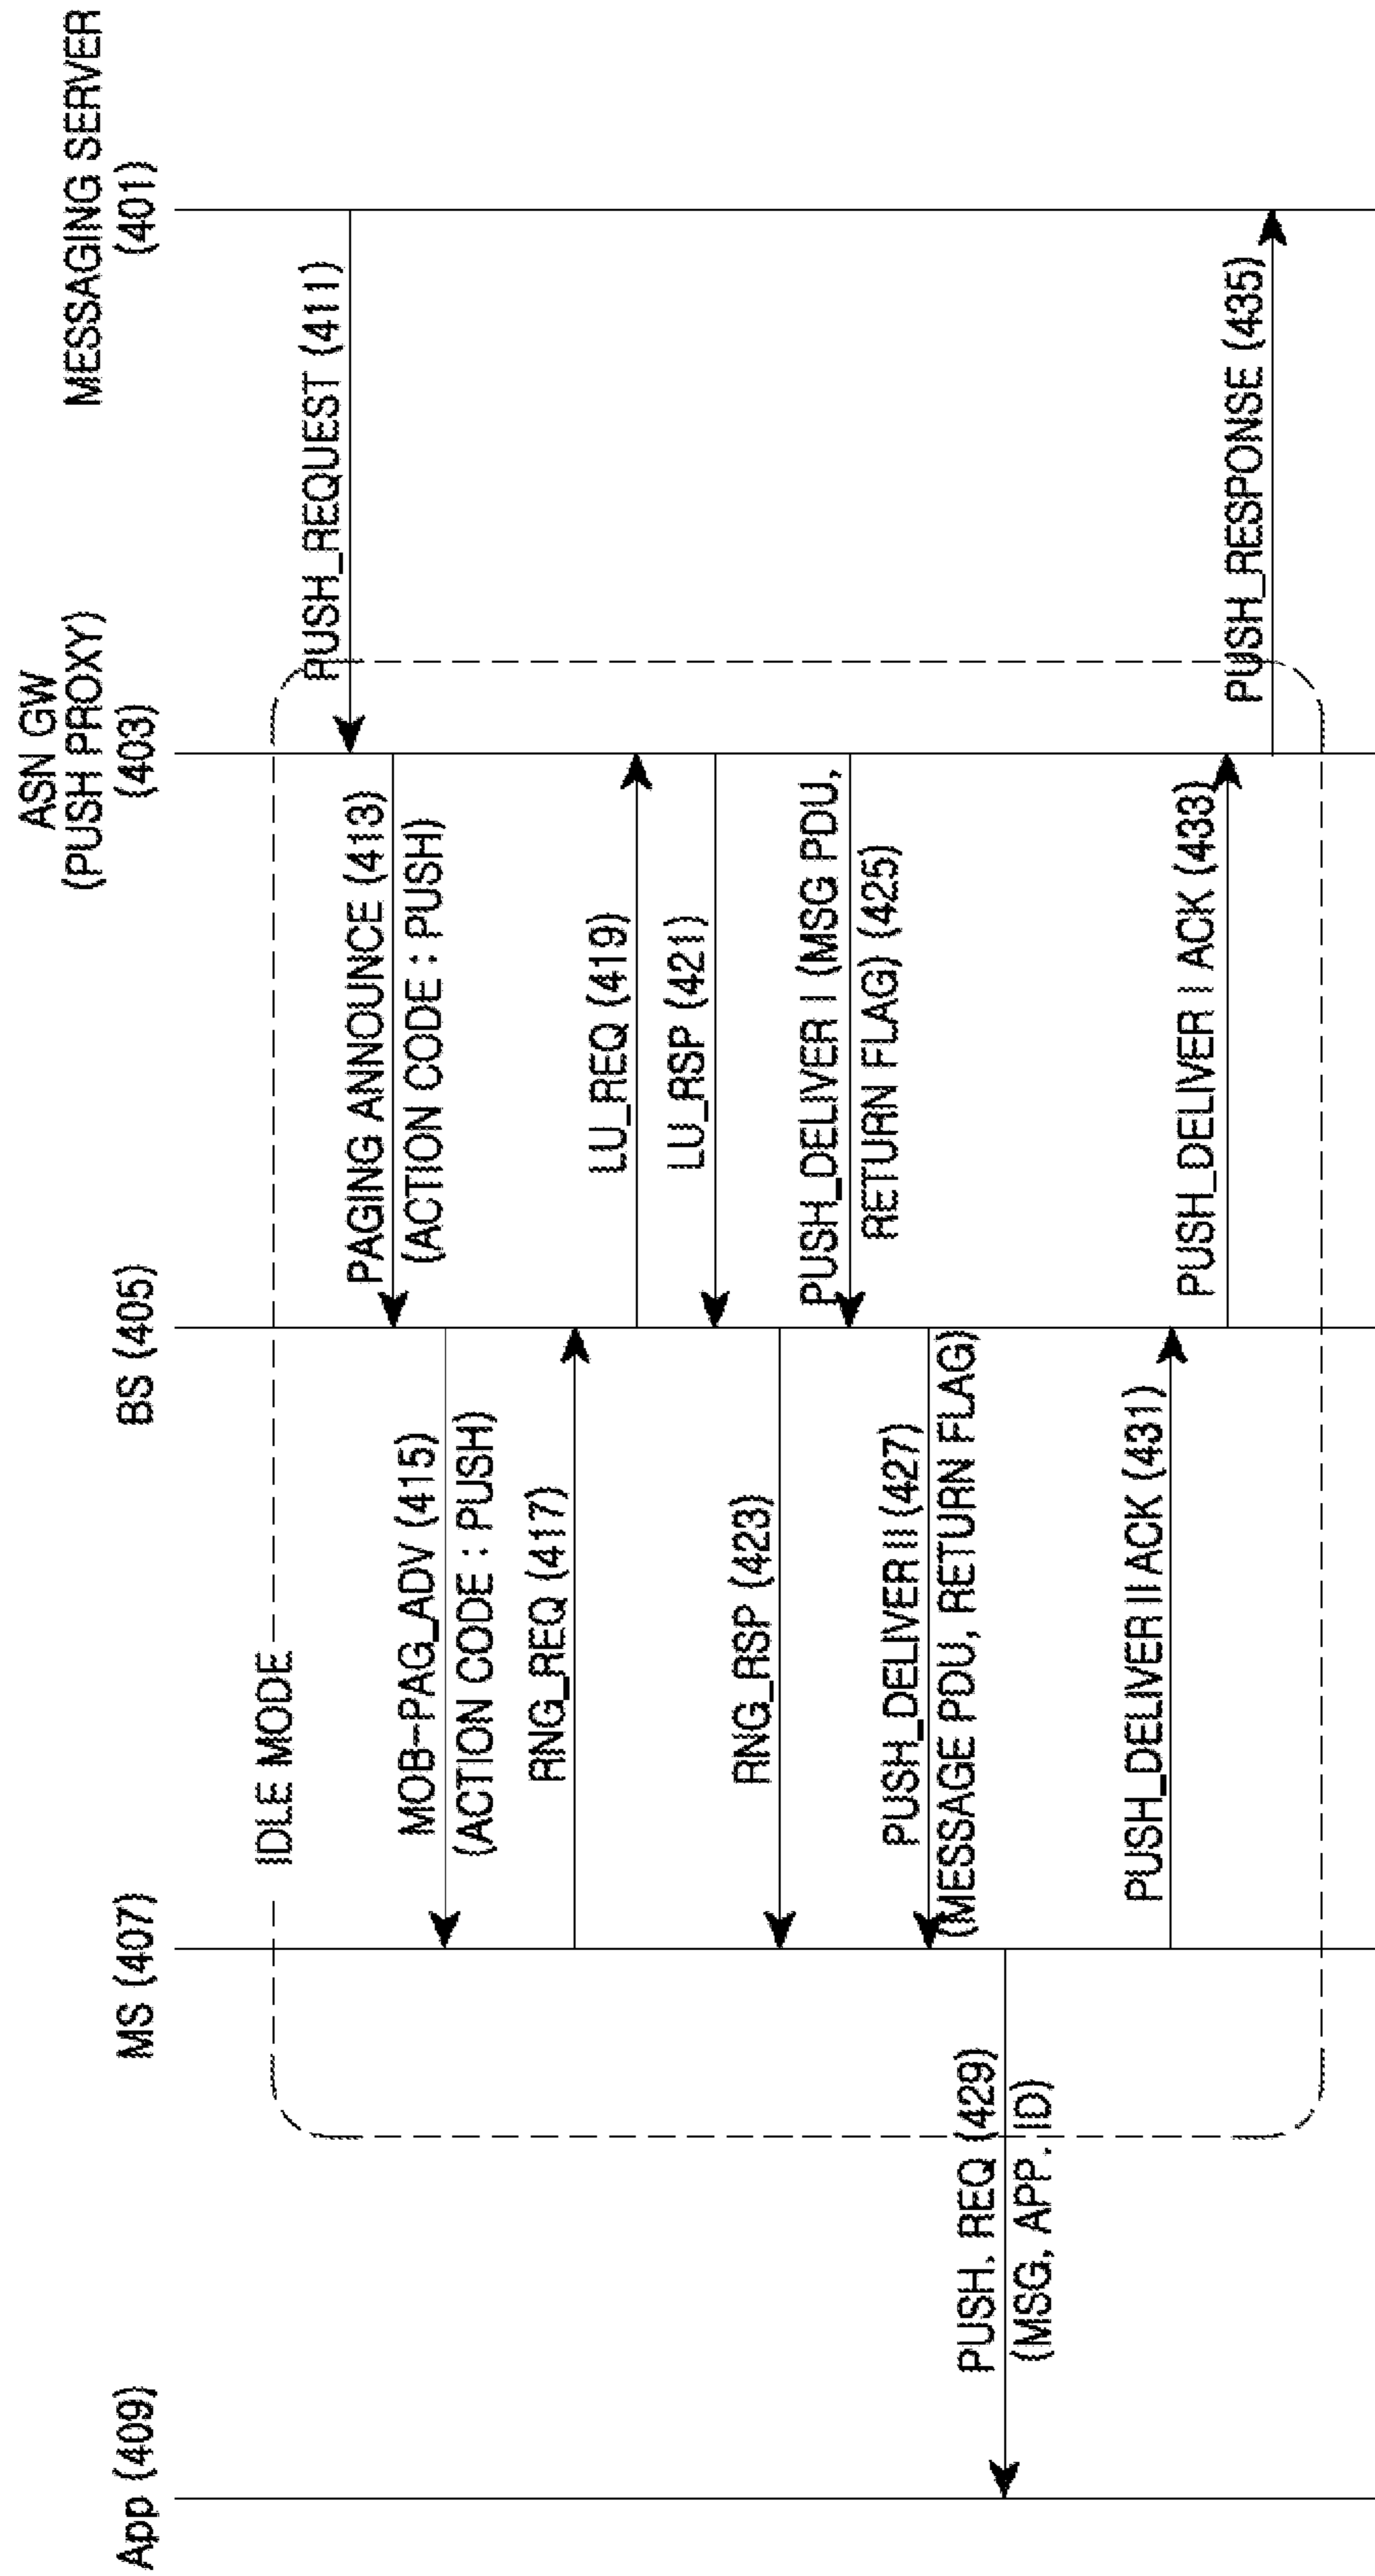 App (409)
MS (407)
BS (405)
ASN GW
(PUSH PROXY)
(403)
MESSAGING SERVER
(401)
IDLE MODE
PUSH_REQUEST (411)
PAGING ANNOUNCE (413)
(ACTION CODE : PUSH)
MOB-PAG_ADV (415)
(ACTION CODE : PUSH)
RNG_REQ (417)
LU_REQ (419)
LU_RSP (421)
RNG_RSP (423)
PUSH_DELIVER I (MSG PDU,
RETURN FLAG) (425)
PUSH_DELIVER II (427)
(MESSAGE PDU, RETURN FLAG)
PUSH. REQ (429)
(MSG, APP. ID)
PUSH_DELIVER II ACK (431)
PUSH_DELIVER I ACK (433)
PUSH_RESPONSE (435)